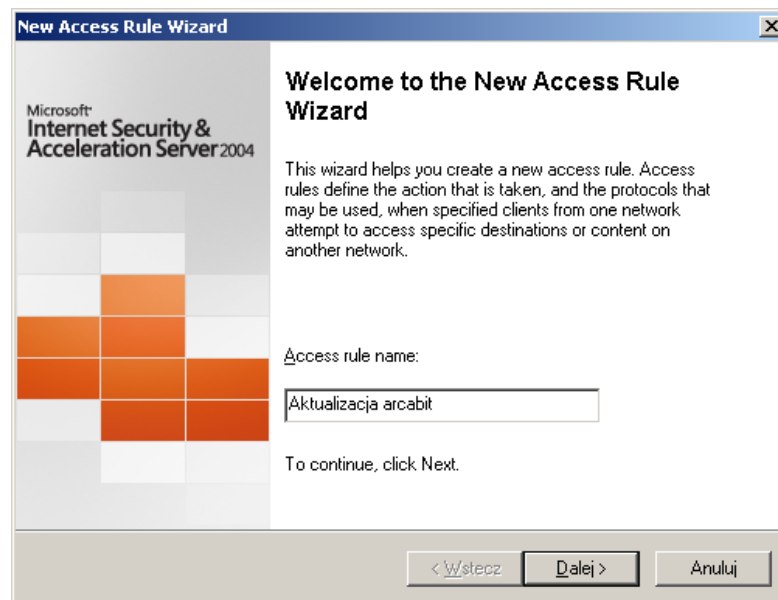 New Access Rule Wizard
Microsoft
Internet Security &
Acceleration Server 2004
Welcome to the New Access Rule
Wizard
This wizard helps you create a new access rule. Access
rules define the action that is taken, and the protocols that
may be used, when specified clients from one network
attempt to access specific destinations or content on
another network.
Access rule name:
Aktualizacja arcabit
To continue, click Next.
< Wstecz
Dalej >
Anuluj